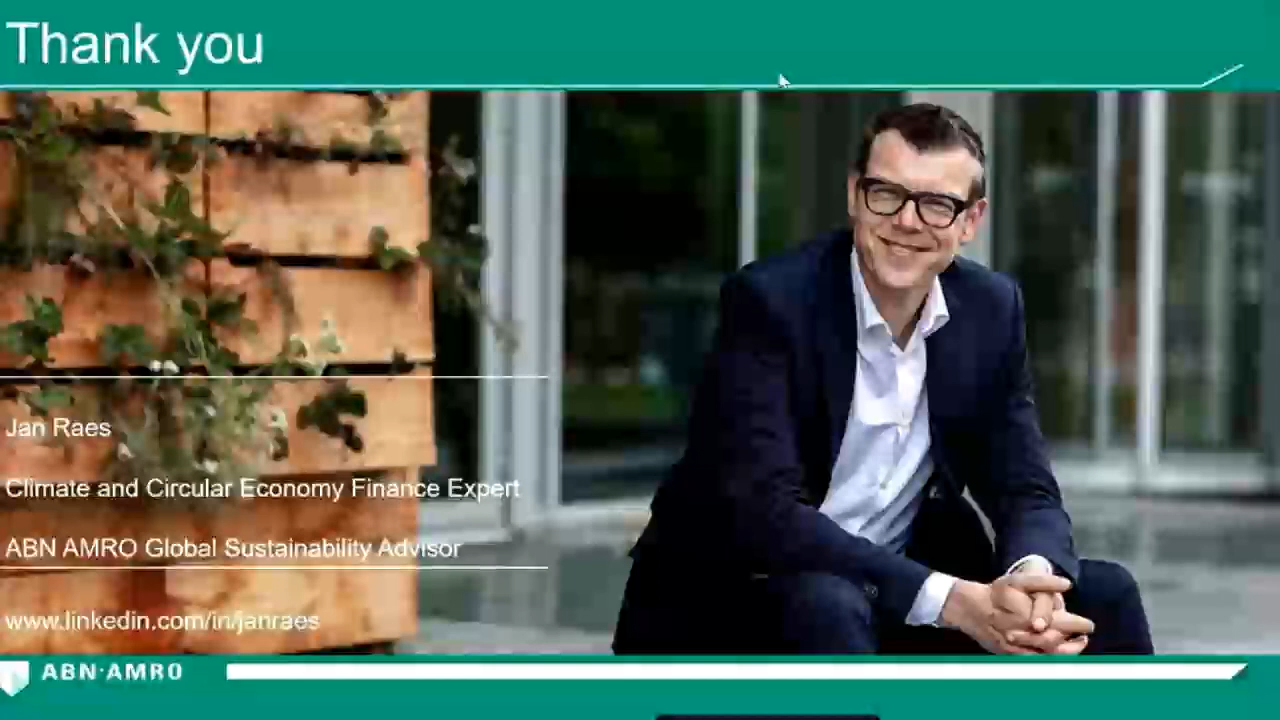 Thank you
Jan Raes
Climate and Circular Economy Finance Expert
ABN AMRO Global Sustainability Advisor
www.linkedin.com/in/janraes
ABN·AMRO